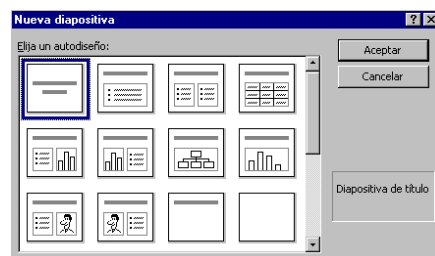 Nueva diapositiva
Elija un autodiseño:
Aceptar
Cancelar
Diapositiva de título